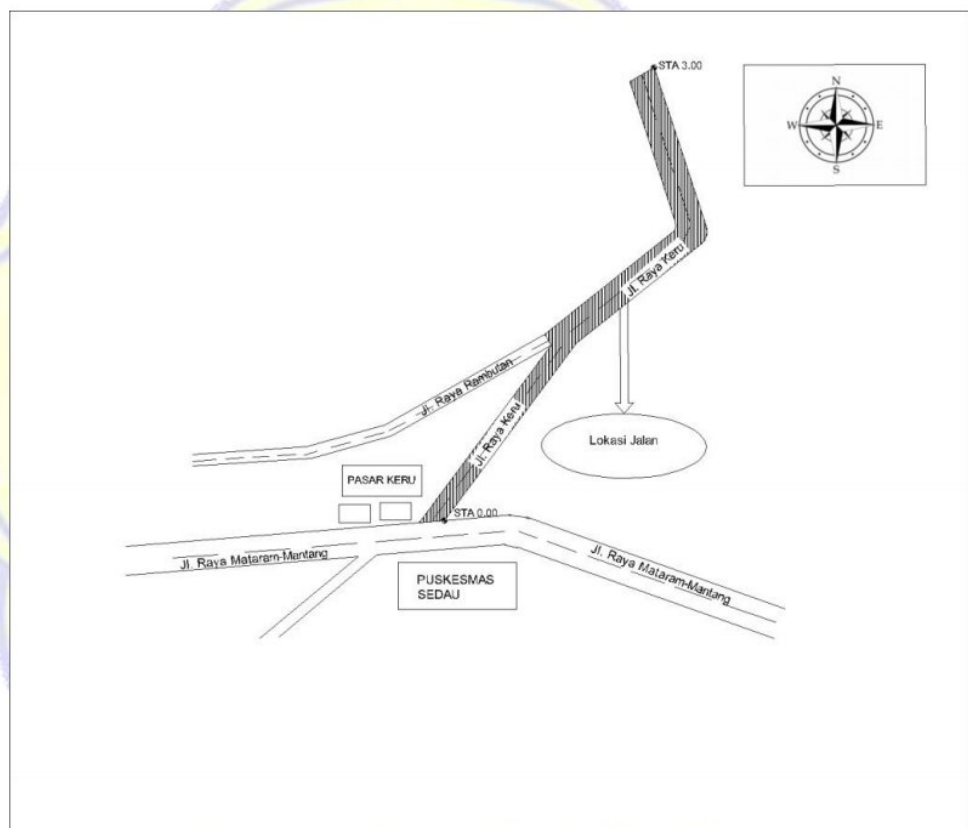 STA 3.00
N
W
E
S
Jl. Raya Keru
Jl. Raya Rambutan
Jl. Raya Keru
Lokasi Jalan
PASAR KERU
STA 0.00
Jl. Raya Mataram-Mantang
Jl. Raya Mataram-Mantang
PUSKESMAS
SEDAU